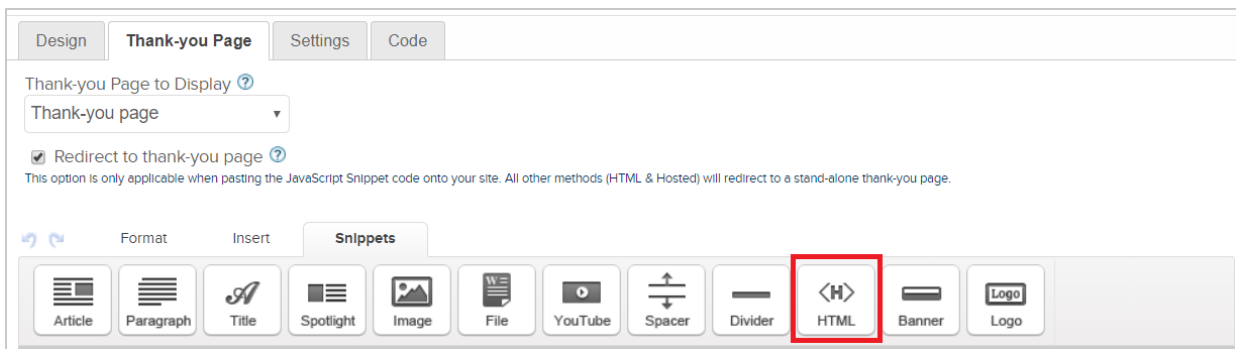 Design Thank-you Page Settings Code
Thank-you Page to Display ?
Thank-you page
Redirect to thank-you page ?
This option is only applicable when pasting the JavaScript Snippet code onto your site. All other methods (HTML & Hosted) will redirect to a stand-alone thank-you page.
Format Insert Snippets
W
<H>
Logo
Article Paragraph Title Spotlight Image File YouTube Spacer Divider HTML Banner Logo